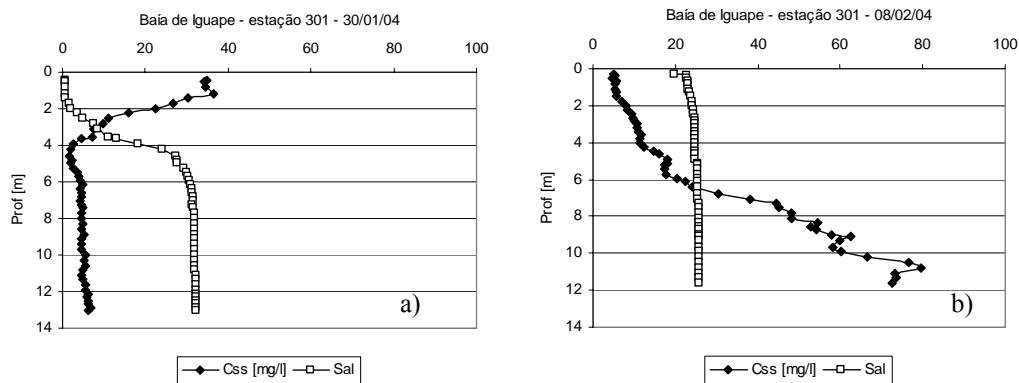 Baía de Iguape - estação 301 - 30/01/04
0 20 40 60 80 100
0
2
4
6
8
10
12
14
Prof [m]
a)
Css [mg/l] Sal
Baía de Iguape - estação 301 - 08/02/04
0 20 40 60 80 100
0
2
4
6
8
10
12
14
Prof [m]
b)
Css [mg/l] Sal